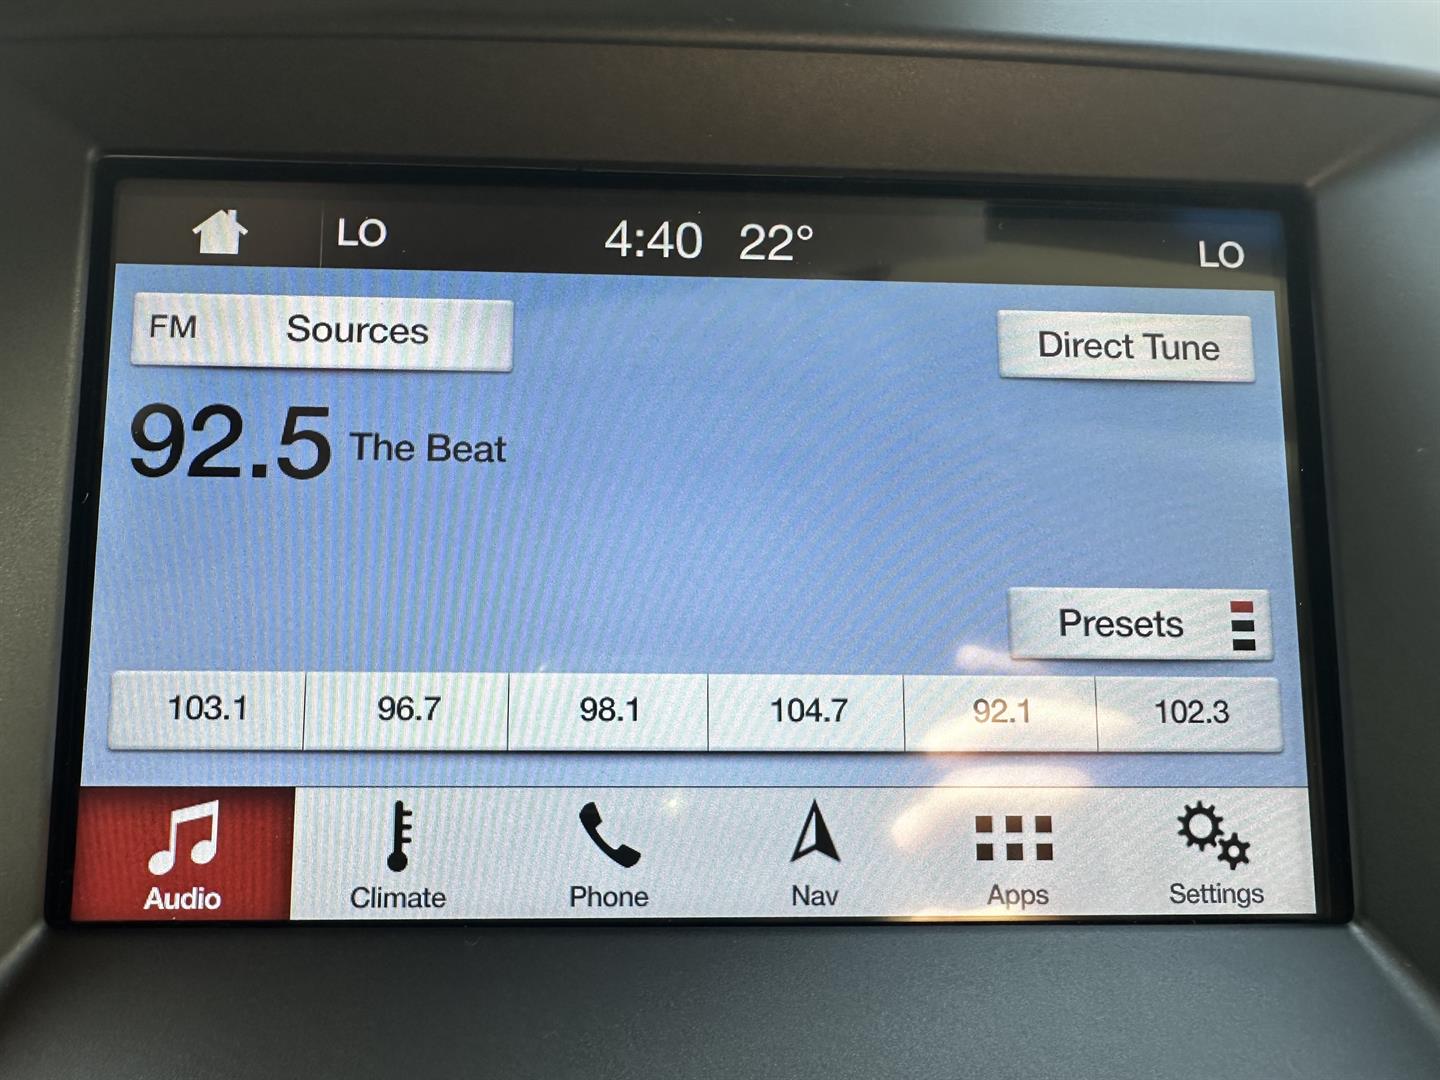 LO 4:40 22° LO
FM Sources Direct Tune
92.5 The Beat
Presets
103.1 96.7 98.1 104.7 92.1 102.3
Audio Climate Phone Nav Apps Settings